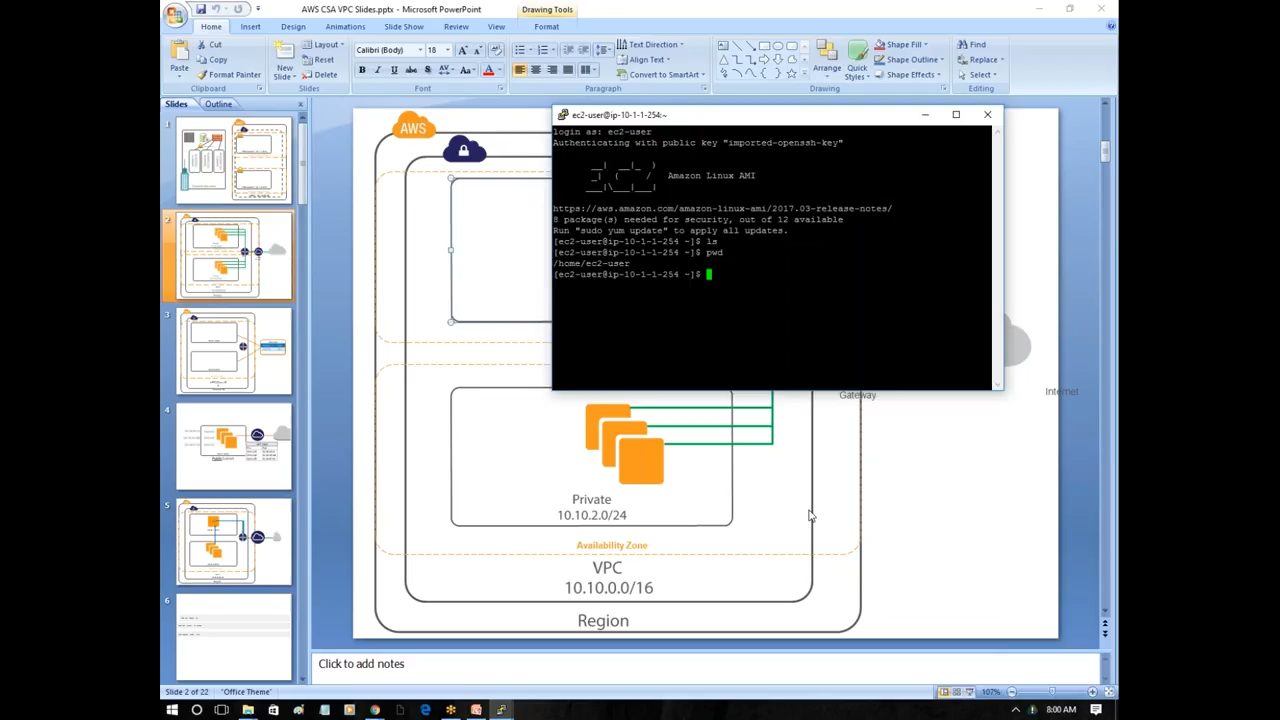 AWS CSA VPC Slides.pptx - Microsoft PowerPoint
Drawing Tools
Home
Insert
Design
Animations
Slide Show
Review
View
Format
Paste
Cut
Copy
Format Painter
Clipboard
New
Slide
Layout
Reset
Delete
Slides
Calibri (Body)
18
Font
Text Direction
Align Text
Convert to SmartArt
Paragraph
Arrange
Quick
Styles
Shape Fill
Shape Outline
Shape Effects
Drawing
Find
Replace
Select
Editing
Slides
Outline
1
2
3
4
5
6
AWS
ec2-user@ip-10-1-1-254:~
login as: ec2-user
Authenticating with public key "imported-openssh-key"
Amazon Linux AMI
https://aws.amazon.com/amazon-linux-ami/2017.03-release-notes/
8 package(s) needed for security, out of 12 available
Run "sudo yum update" to apply all updates.
[ec2-user@ip-10-1-1-254 ~]$ ls
[ec2-user@ip-10-1-1-254 ~]$ pwd
/home/ec2-user
[ec2-user@ip-10-1-1-254 ~]$
Gateway
Internet
Private
10.10.2.0/24
Availability Zone
VPC
10.10.0.0/16
Region
Click to add notes
Slide 2 of 22
"Office Theme"
107%
8:00 AM